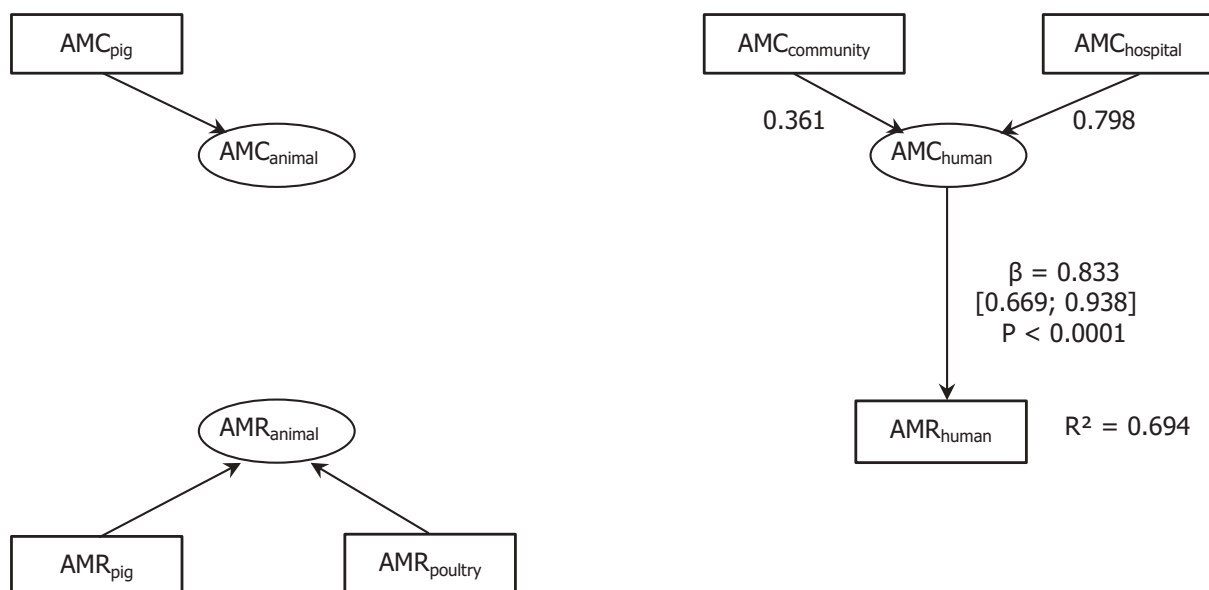 AMCpig
AMCcommunity
AMChospital
0.361
0.798
AMCanimal
AMChuman
β = 0.833
[0.669; 0.938]
P < 0.0001
AMRanimal
AMRhuman
R² = 0.694
AMRpig
AMRpoultry